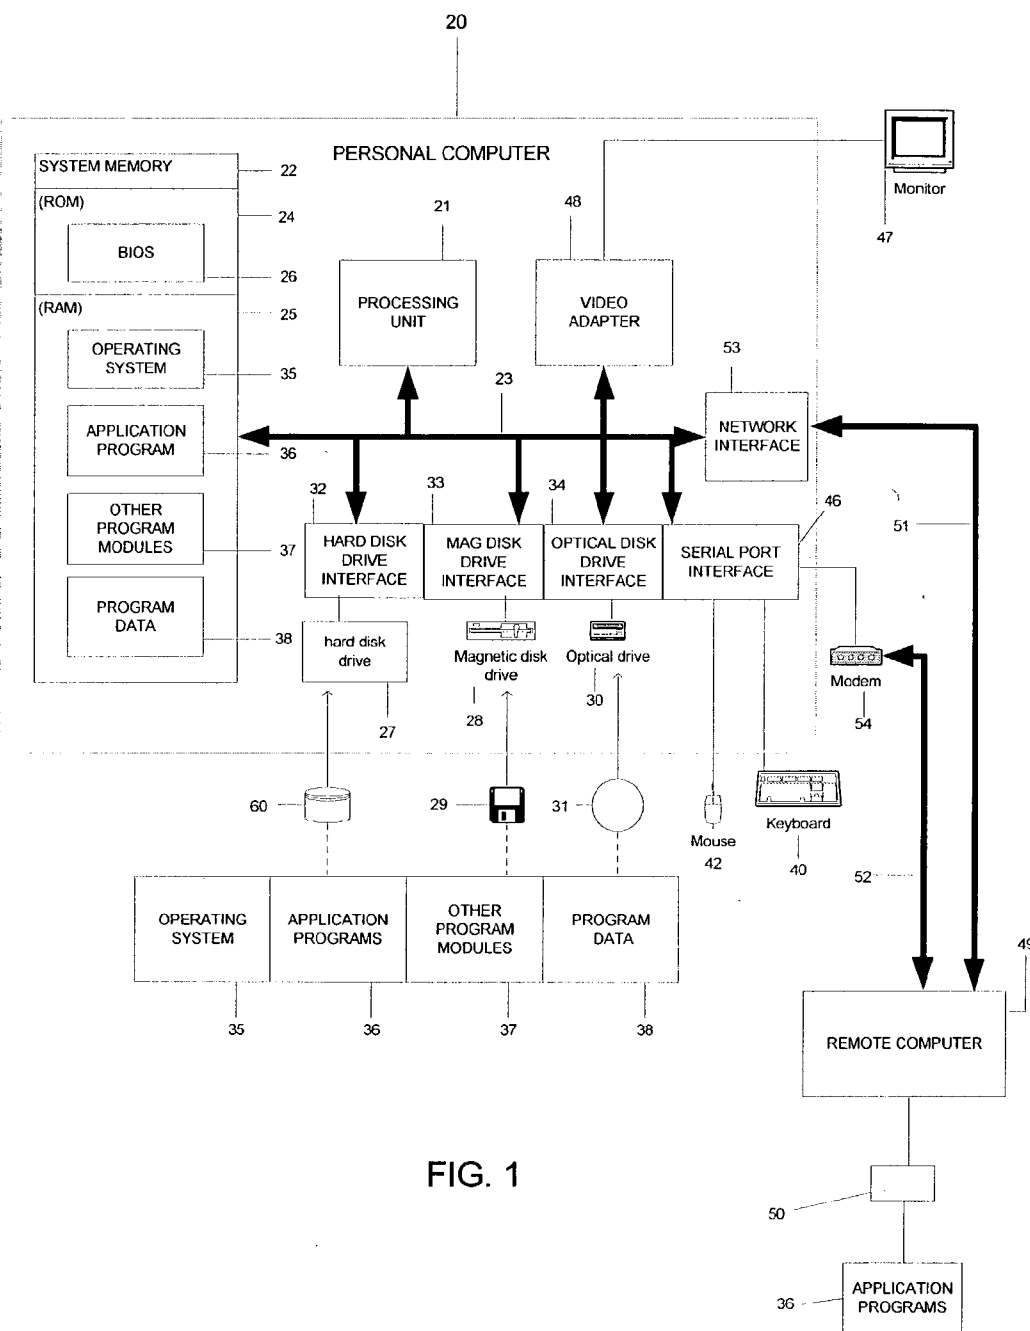 20
PERSONAL COMPUTER
SYSTEM MEMORY
22
(ROM)
24
BIOS
26
(RAM)
25
OPERATING
SYSTEM
35
APPLICATION
PROGRAM
36
OTHER
PROGRAM
MODULES
37
PROGRAM
DATA
38
21
PROCESSING
UNIT
48
VIDEO
ADAPTER
Monitor
47
23
53
NETWORK
INTERFACE
32
HARD DISK
DRIVE
INTERFACE
33
MAG DISK
DRIVE
INTERFACE
34
OPTICAL DISK
DRIVE
INTERFACE
46
SERIAL PORT
INTERFACE
51
hard disk
drive
27
Magnetic disk
drive
28
Optical drive
30
Modem
54
60
29
31
Mouse
42
Keyboard
40
52
OPERATING
SYSTEM
35
APPLICATION
PROGRAMS
36
OTHER
PROGRAM
MODULES
37
PROGRAM
DATA
38
49
REMOTE COMPUTER
50
APPLICATION
PROGRAMS
36
FIG. 1